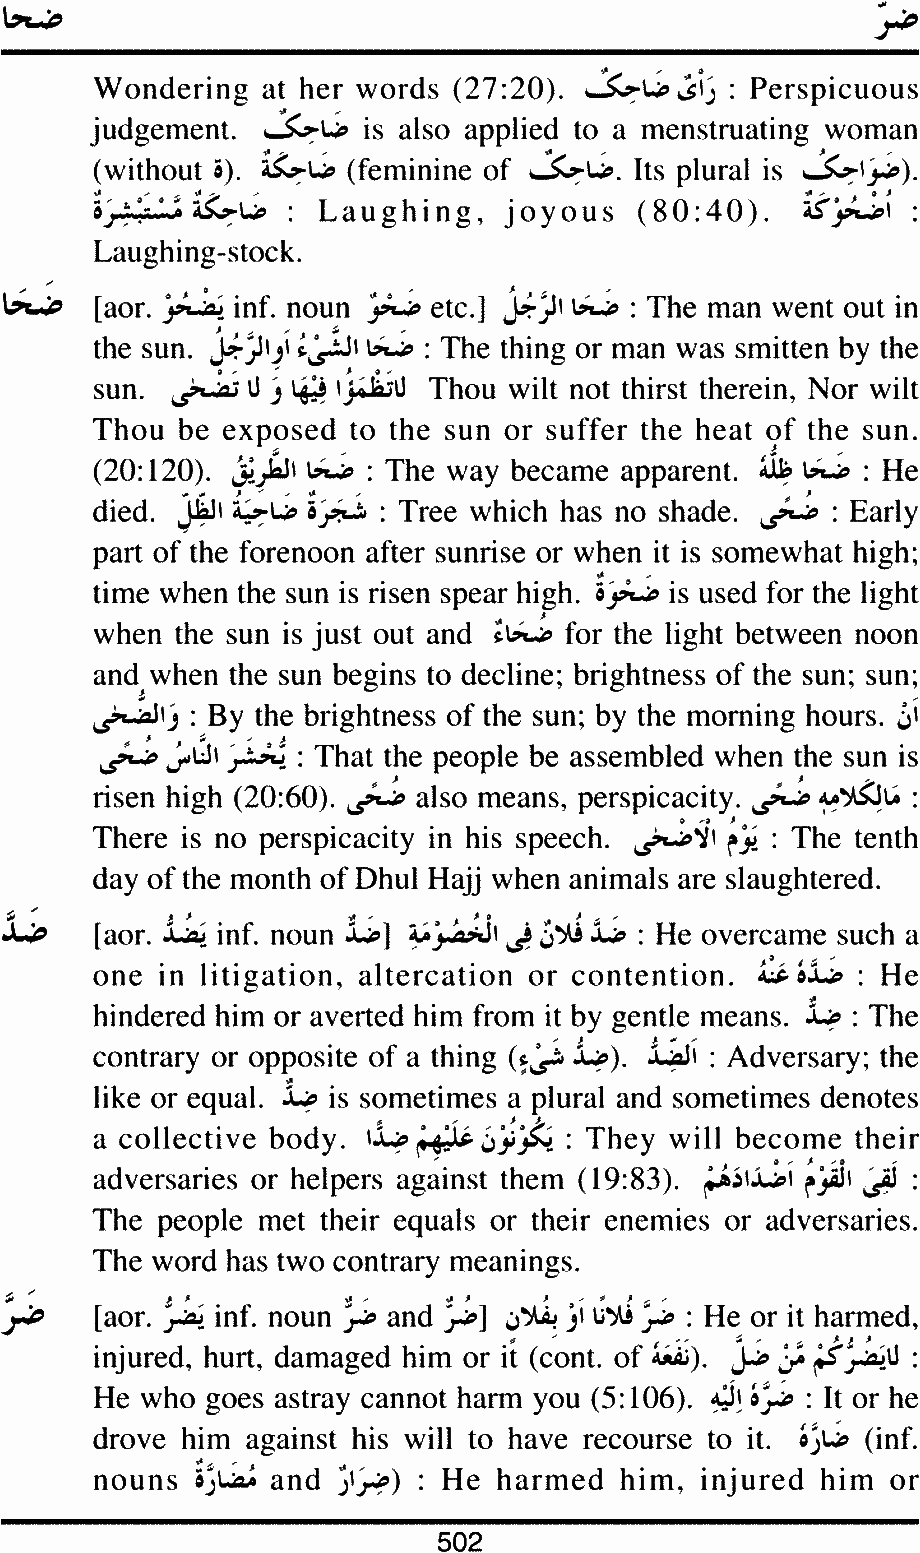 ضحا ضرّ
Wondering at her words (27:20). رَأیٌ ضَاحِکٌ : Perspicuous
judgement. ضَاحِکٌ is also applied to a menstruating woman
(without ة). ضَاحِکَةٌ (feminine of ضَاحِکٌ. Its plural is ضَوَاحِکُ).
ضَاحِکَةٌ مُّسْتَبْشِرَةٌ : Laughing, joyous (80:40). اُضْحُوْکَةٌ :
Laughing-stock.
ضَحَا [aor. یَضْحُوْ inf. noun ضَحْوٌ etc.] ضَحَا الرَّجُلُ : The man went out in
the sun. ضَحَا الشَّیْءُ اَوِالرَّجُلُ : The thing or man was smitten by the
sun. لَاتَظْمَؤُا فِیْهَا وَ لَا تَضْحٰی Thou wilt not thirst therein, Nor wilt
Thou be exposed to the sun or suffer the heat of the sun.
(20:120). ضَحَا الطَّرِیْقُ : The way became apparent. ضَحَا ظِلُّهُ : He
died. شَجَرَةٌ ضَاحِیَةُ الظِّلِّ : Tree which has no shade. ضُحًی : Early
part of the forenoon after sunrise or when it is somewhat high;
time when the sun is risen spear high. ضَحْوَةٌ is used for the light
when the sun is just out and ضُحَاءٌ for the light between noon
and when the sun begins to decline; brightness of the sun; sun;
وَالضُّحٰی : By the brightness of the sun; by the morning hours. اَنْ
یُّحْشَرَ النَّاسُ ضُحًی : That the people be assembled when the sun is
risen high (20:60). ضُحًی also means, perspicacity. مَالِکَلَامِهٖ ضُحًی :
There is no perspicacity in his speech. یَوْمُ الْاَضْحٰی : The tenth
day of the month of Dhul Hajj when animals are slaughtered.
ضَدَّ [aor. یَضُدُّ inf. noun ضَدٌّ] ضَدَّ فُلَانٌ فِی الْخُصُوْمَةِ : He overcame such a
one in litigation, altercation or contention. ضَدَّهُ عَنْهُ : He
hindered him or averted him from it by gentle means. ضِدٌّ : The
contrary or opposite of a thing (ضِدُّ شَیْءٍ). اَلضِّدُّ : Adversary; the
like or equal. ضِدٌّ is sometimes a plural and sometimes denotes
a collective body. یَکُوْنُوْنَ عَلَیْهِمْ ضِدًّا : They will become their
adversaries or helpers against them (19:83). لَقِیَ الْقَوْمُ اَضْدَادَهُمْ :
The people met their equals or their enemies or adversaries.
The word has two contrary meanings.
ضَرَّ [aor. یَضُرُّ inf. noun ضَرٌّ and ضُرٌّ] ضَرَّ فُلَانًا اَوْ بِفُلَانٍ : He or it harmed,
injured, hurt, damaged him or it (cont. of نَفَعَهُ). لَایَضُرُّکُمْ مَّنْ ضَلَّ :
He who goes astray cannot harm you (5:106). ضَرَّهُ اِلَیْهِ : It or he
drove him against his will to have recourse to it. ضَارَّهُ (inf.
nouns مُضَارَّةٌ and ضِرَارٌ) : He harmed him, injured him or
502